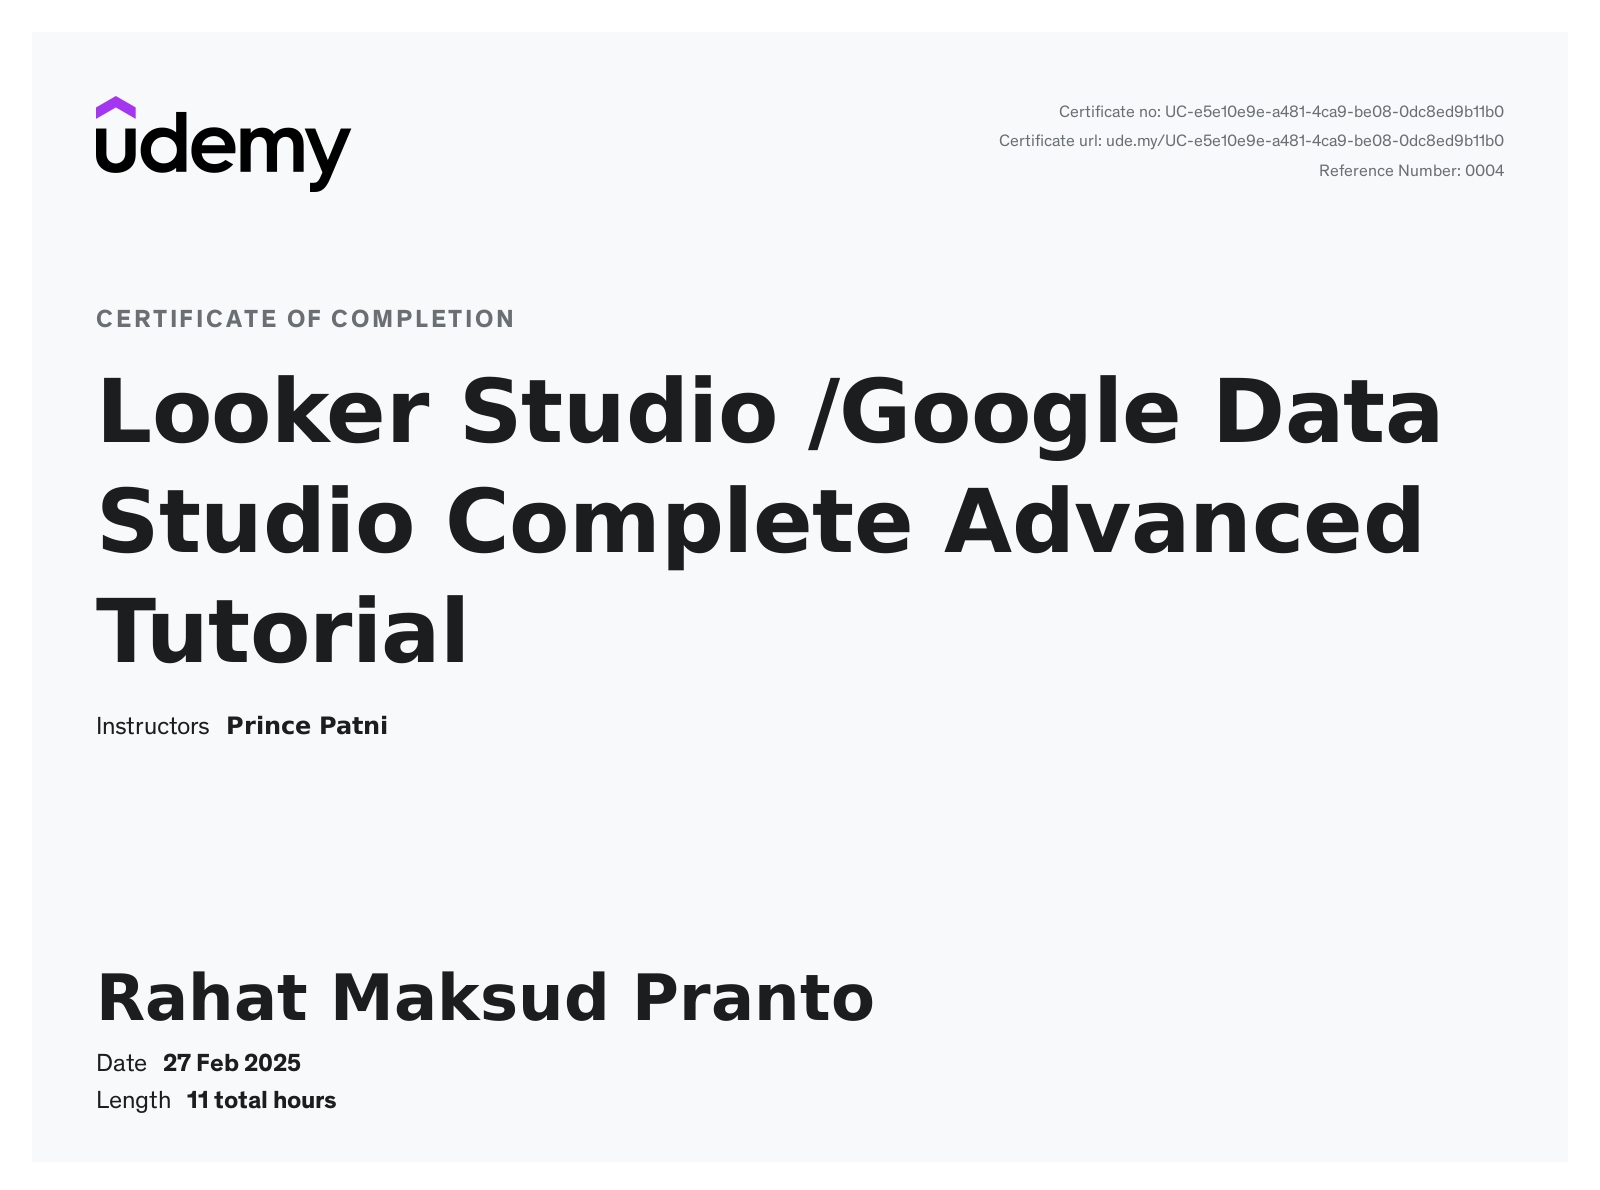 udemy
Certificate no: UC-e5e10e9e-a481-4ca9-be08-0dc8ed9b11b0
Certificate url: ude.my/UC-e5e10e9e-a481-4ca9-be08-0dc8ed9b11b0
Reference Number: 0004
CERTIFICATE OF COMPLETION
Looker Studio /Google Data
Studio Complete Advanced
Tutorial
Instructors Prince Patni
Rahat Maksud Pranto
Date 27 Feb 2025
Length 11 total hours